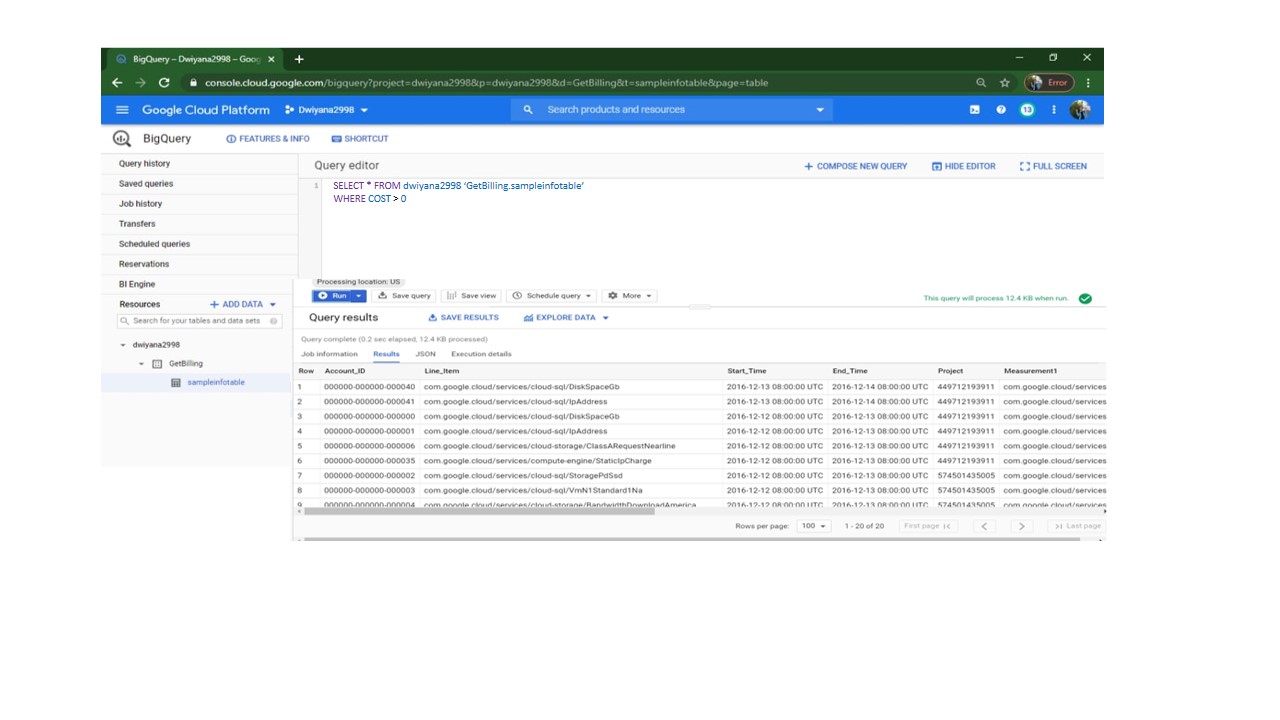 BigQuery – Dwiyana2998 – Goog
console.cloud.google.com/bigquery?project=dwiyana2998&p=dwiyana2998&d=GetBilling&t=sampleinfotable&page=table Error
Google Cloud Platform Dwiyana2998 Search products and resources 13
BigQuery FEATURES & INFO SHORTCUT
Query history
Saved queries
Job history
Transfers
Scheduled queries
Reservations
BI Engine
Resources + ADD DATA
Search for your tables and data sets
dwiyana2998
GetBilling
sampleinfotable
Query editor + COMPOSE NEW QUERY HIDE EDITOR FULL SCREEN
1 SELECT * FROM dwiyana2998 ‘GetBilling.sampleinfotable’
WHERE COST > 0
Processing location: US
Run Save query Save view Schedule query More This query will process 12.4 KB when run.
Query results SAVE RESULTS EXPLORE DATA
Query complete (0.2 sec elapsed, 12.4 KB processed)
Job information Results JSON Execution details
Row Account_ID Line_Item Start_Time End_Time Project Measurement1
1 000000-000000-000040 com.google.cloud/services/cloud-sql/DiskSpaceGb 2016-12-13 08:00:00 UTC 2016-12-14 08:00:00 UTC 449712193911 com.google.cloud/services
2 000000-000000-000041 com.google.cloud/services/cloud-sql/IpAddress 2016-12-13 08:00:00 UTC 2016-12-14 08:00:00 UTC 449712193911 com.google.cloud/services
3 000000-000000-000000 com.google.cloud/services/cloud-sql/DiskSpaceGb 2016-12-12 08:00:00 UTC 2016-12-13 08:00:00 UTC 449712193911 com.google.cloud/services
4 000000-000000-000001 com.google.cloud/services/cloud-sql/IpAddress 2016-12-12 08:00:00 UTC 2016-12-13 08:00:00 UTC 449712193911 com.google.cloud/services
5 000000-000000-000006 com.google.cloud/services/cloud-storage/ClassARequestNearline 2016-12-12 08:00:00 UTC 2016-12-13 08:00:00 UTC 449712193911 com.google.cloud/services
6 000000-000000-000035 com.google.cloud/services/compute-engine/StaticIpCharge 2016-12-12 08:00:00 UTC 2016-12-13 08:00:00 UTC 449712193911 com.google.cloud/services
7 000000-000000-000002 com.google.cloud/services/cloud-sql/StoragePdSsd 2016-12-12 08:00:00 UTC 2016-12-13 08:00:00 UTC 574501435005 com.google.cloud/services
8 000000-000000-000003 com.google.cloud/services/cloud-sql/VmN1Standard1Na 2016-12-12 08:00:00 UTC 2016-12-13 08:00:00 UTC 574501435005 com.google.cloud/services
9 000000-000000-000004 com.google.cloud/services/cloud-storage/BandwidthDownloadAmerica 2016-12-12 08:00:00 UTC 2016-12-13 08:00:00 UTC 574501435005 com.google.cloud/services
Rows per page: 100 1 - 20 of 20 First page Last page